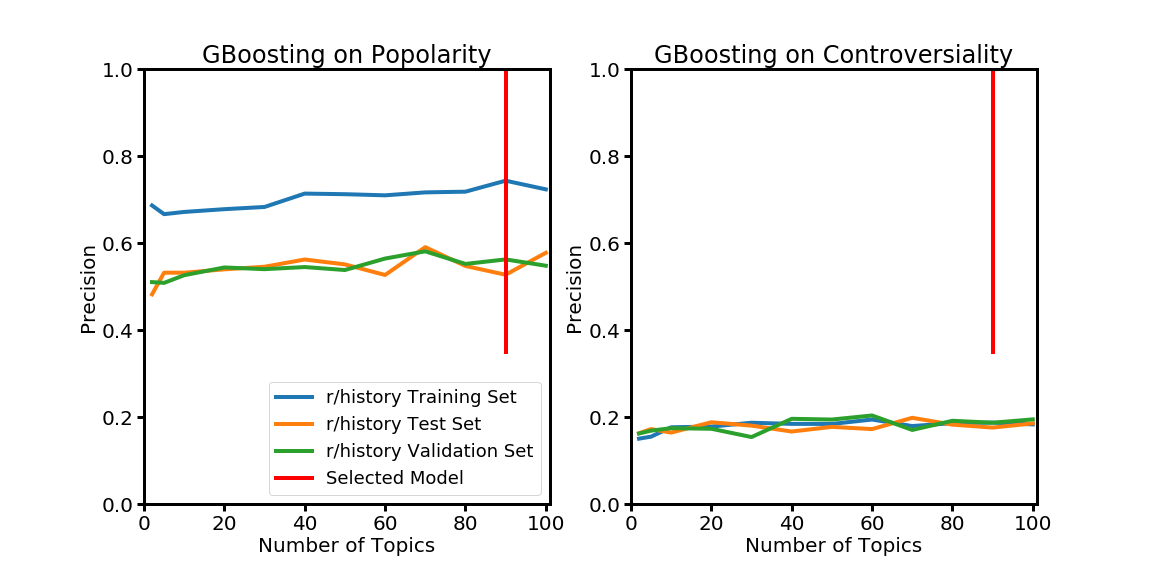 GBoosting on Popolarity
1.0
0.8
0.6
0.4
0.2
0.0
Precision
0
20
40
60
80
100
Number of Topics
r/history Training Set
r/history Test Set
r/history Validation Set
Selected Model
GBoosting on Controversiality
1.0
0.8
0.6
0.4
0.2
0.0
Precision
0
20
40
60
80
100
Number of Topics